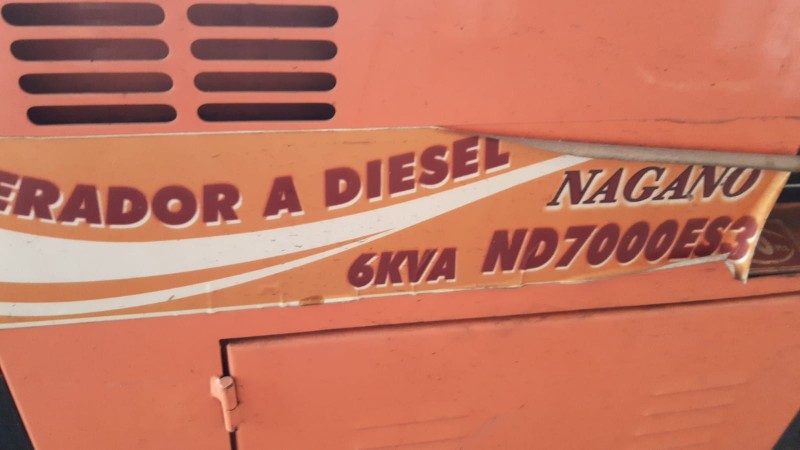 ERADOR A DIESEL
NAGANO
6KVA ND7000ES3